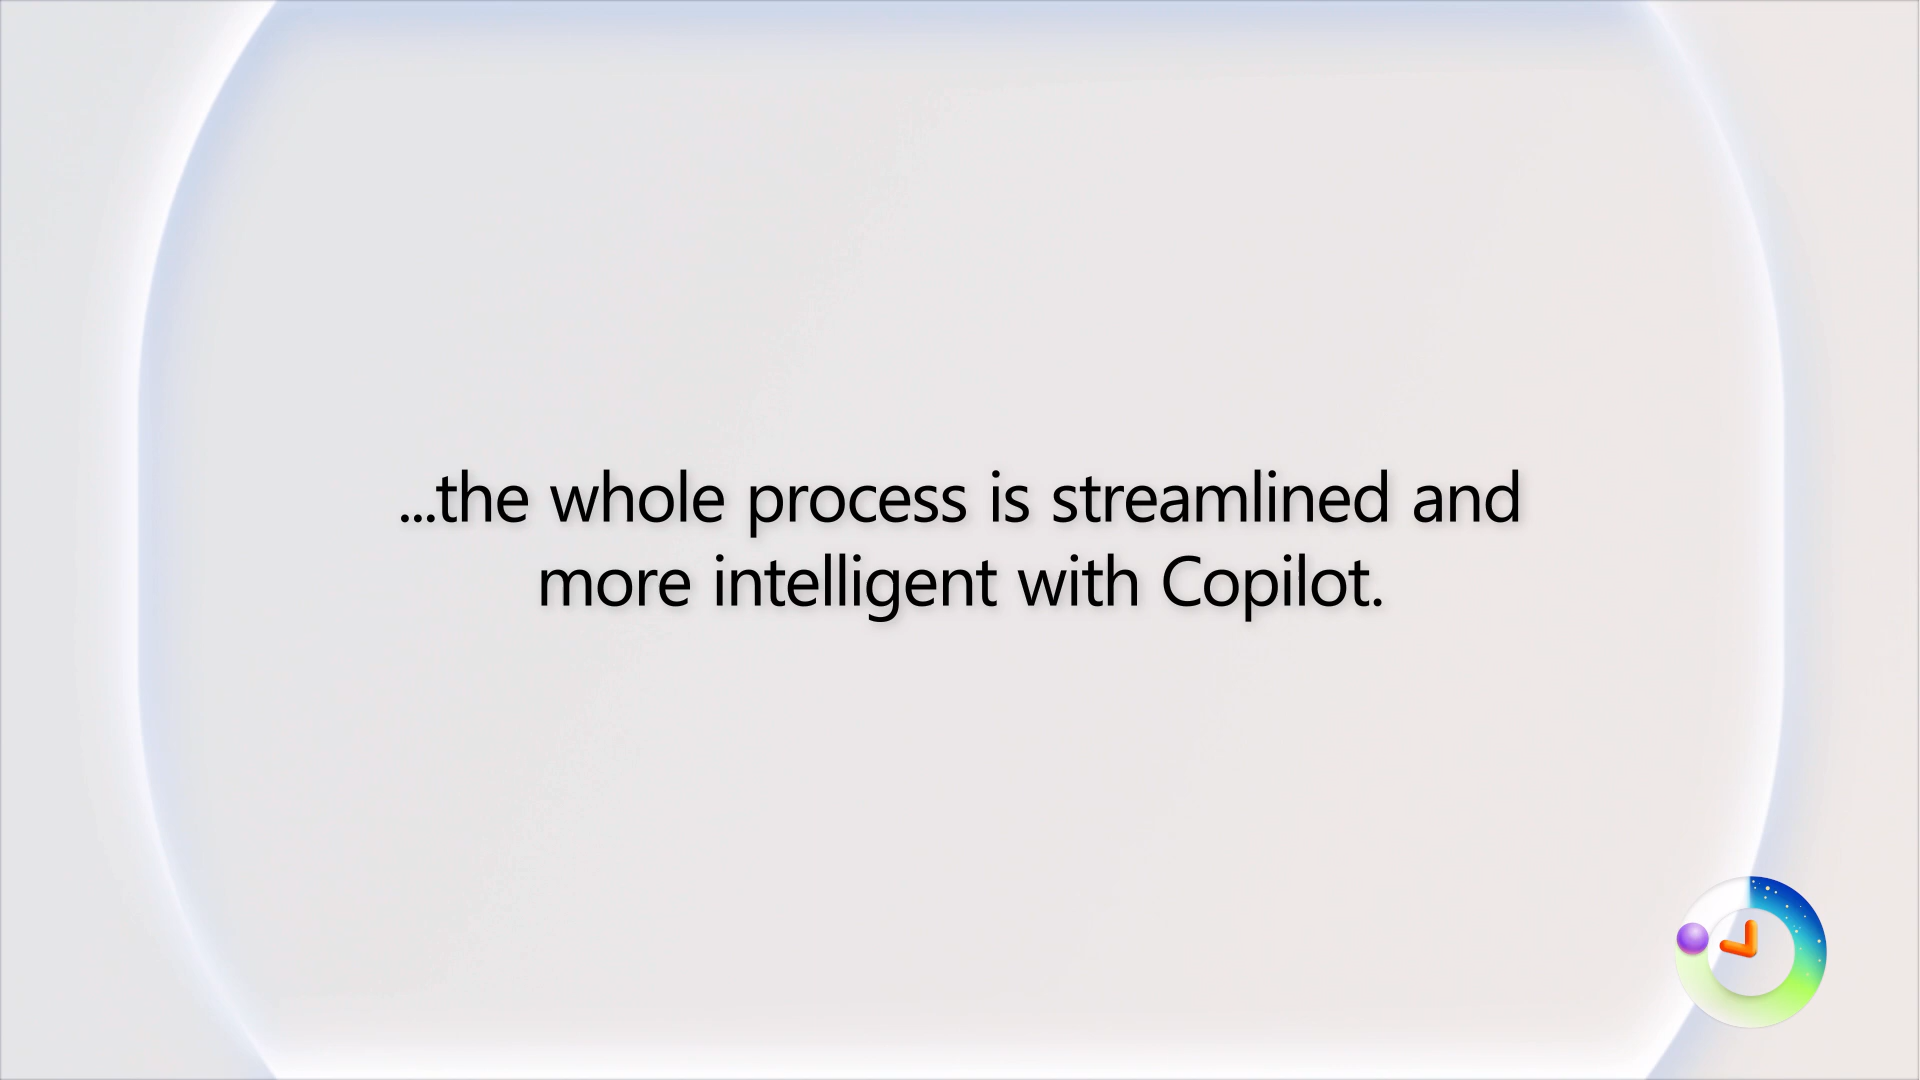 ...the whole process is streamlined and
more intelligent with Copilot.